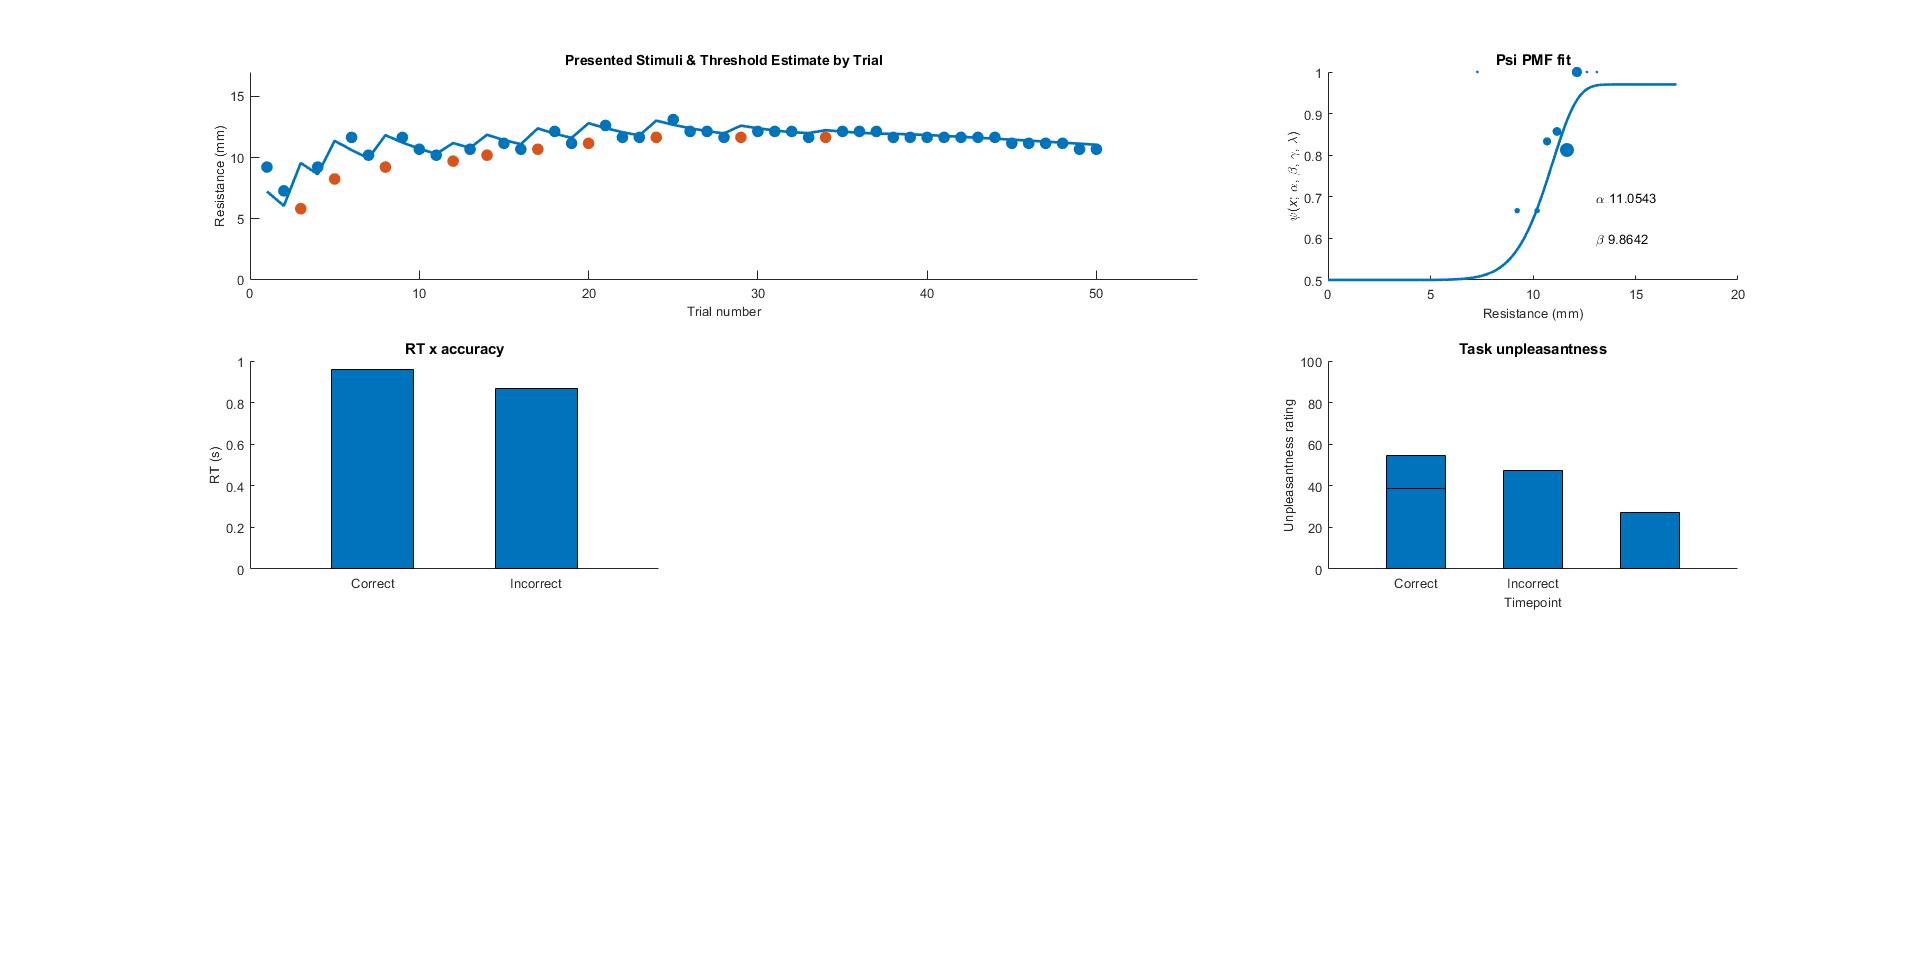 Presented Stimuli & Threshold Estimate by Trial
Resistance (mm)
15
10
5
0
0 10 20 30 40 50
Trial number
Psi PMF fit
ψ(x; α, β, γ, λ)
1
0.9
0.8
0.7
0.6
0.5
α 11.0543
β 9.8642
0 5 10 15 20
Resistance (mm)
RT x accuracy
RT (s)
1
0.8
0.6
0.4
0.2
0
Correct Incorrect
Task unpleasantness
Unpleasantness rating
100
80
60
40
20
0
Correct Incorrect
Timepoint